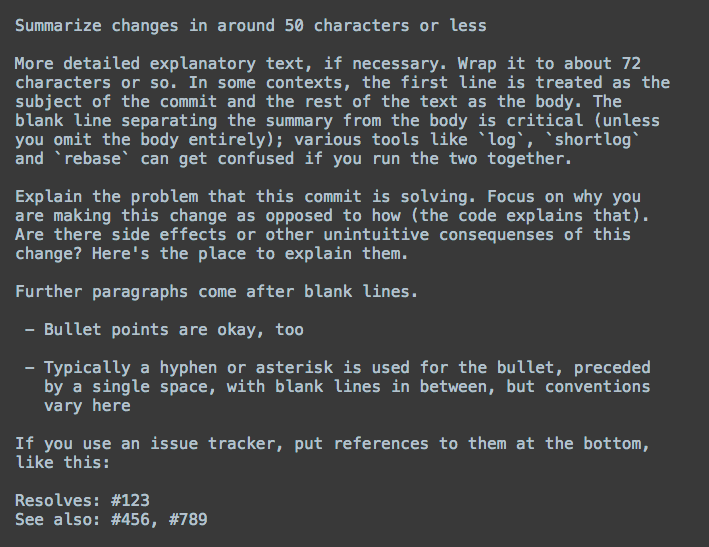 Summarize changes in around 50 characters or less
More detailed explanatory text, if necessary. Wrap it to about 72
characters or so. In some contexts, the first line is treated as the
subject of the commit and the rest of the text as the body. The
blank line separating the summary from the body is critical (unless
you omit the body entirely); various tools like `log`, `shortlog`
and `rebase` can get confused if you run the two together.
Explain the problem that this commit is solving. Focus on why you
are making this change as opposed to how (the code explains that).
Are there side effects or other unintuitive consequenses of this
change? Here's the place to explain them.
Further paragraphs come after blank lines.
– Bullet points are okay, too
– Typically a hyphen or asterisk is used for the bullet, preceded
by a single space, with blank lines in between, but conventions
vary here
If you use an issue tracker, put references to them at the bottom,
like this:
Resolves: #123
See also: #456, #789